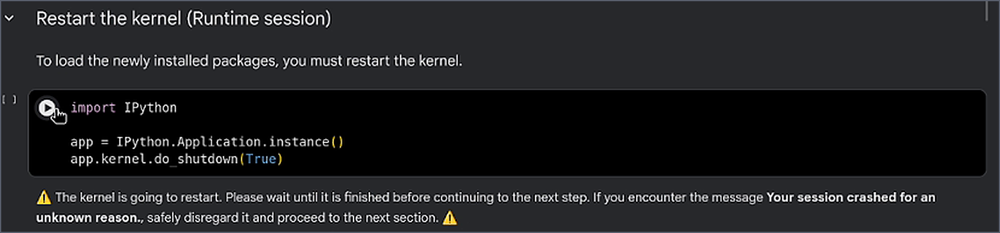 Restart the kernel (Runtime session)
To load the newly installed packages, you must restart the kernel.
[ ]
import IPython
app = IPython.Application.instance()
app.kernel.do_shutdown(True)
⚠️ The kernel is going to restart. Please wait until it is finished before continuing to the next step. If you encounter the message Your session crashed for an
unknown reason., safely disregard it and proceed to the next section. ⚠️